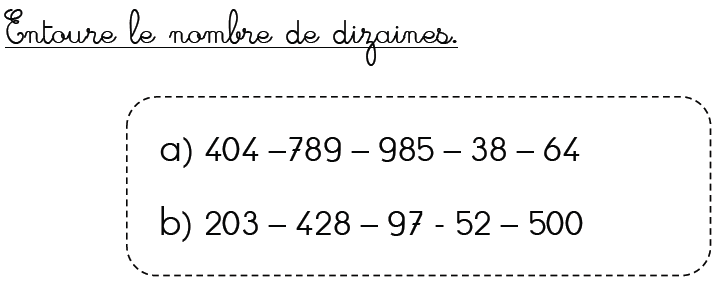 Entoure le nombre de dizaines.
a) 404 –789 – 985 – 38 – 64
b) 203 – 428 – 97 - 52 – 500